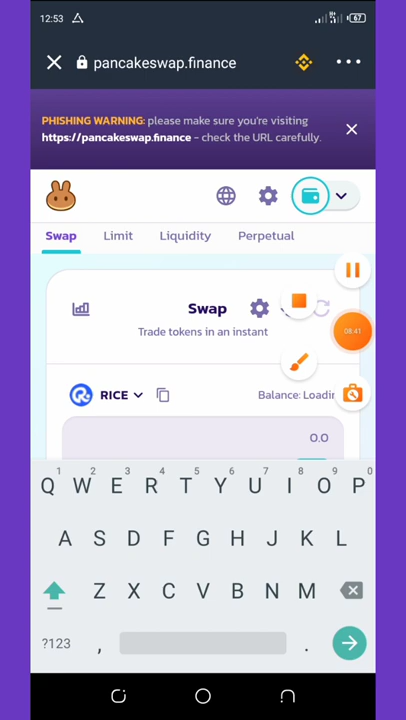 12:53
67
pancakeswap.finance
PHISHING WARNING: please make sure you're visiting
https://pancakeswap.finance - check the URL carefully.
Swap Limit Liquidity Perpetual
Swap
Trade tokens in an instant
08:41
RICE
Balance: Loadin
0.0
1 2 3 4 5 6 7 8 9 0
Q W E R T Y U I O P
A S D F G H J K L
Z X C V B N M
?123 , .